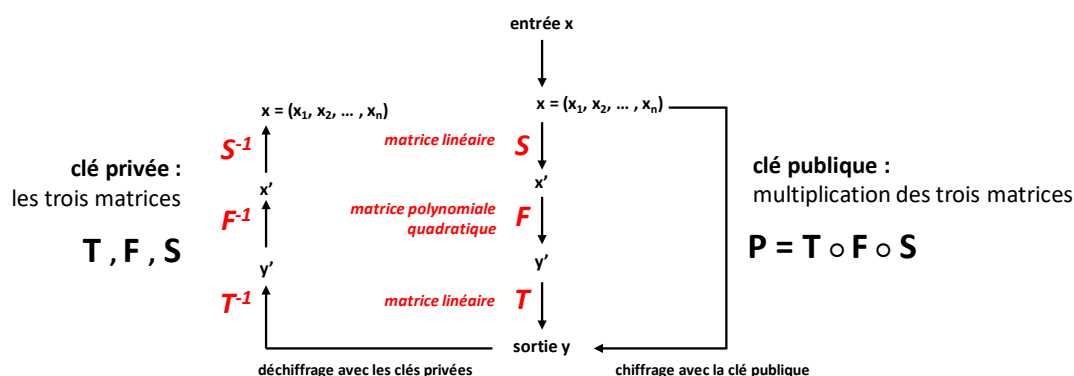 entrée x
x = (x1, x2, ... , xn)
x = (x1, x2, ... , xn)
S-1
matrice linéaire
S
clé privée :
les trois matrices
T , F , S
x'
x'
F-1
matrice polynomiale
quadratique
F
y'
y'
T-1
matrice linéaire
T
clé publique :
multiplication des trois matrices
P = T ○ F ○ S
sortie y
déchiffrage avec les clés privées
chiffrage avec la clé publique